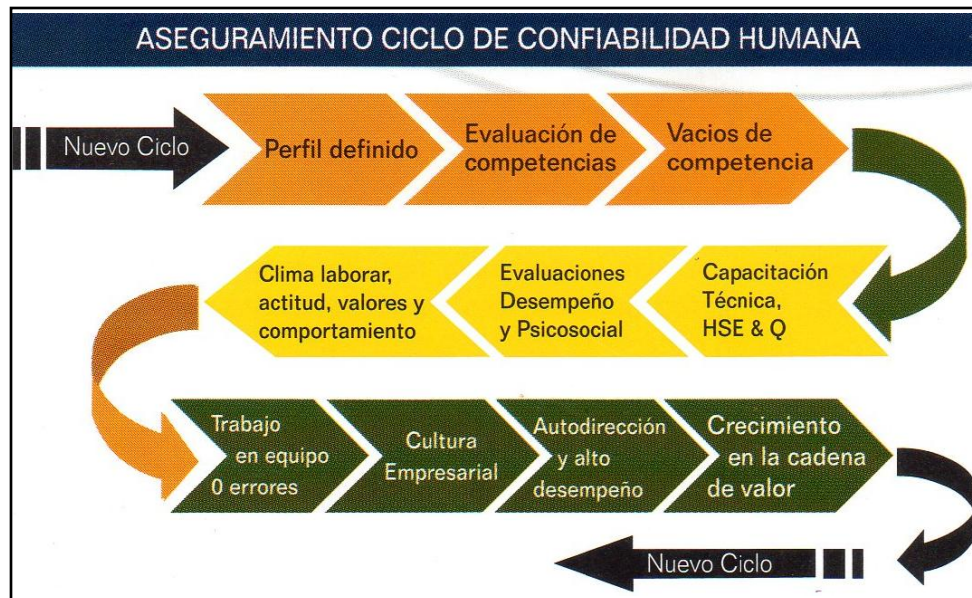 ASEGURAMIENTO CICLO DE CONFIABILIDAD HUMANA
Nuevo Ciclo
Perfil definido
Evaluación de
competencias
Vacios de
competencia
Capacitación
Técnica,
HSE & Q
Evaluaciones
Desempeño
y Psicosocial
Clima laborar,
actitud, valores y
comportamiento
Trabajo
en equipo
0 errores
Cultura
Empresarial
Autodirección
y alto
desempeño
Crecimiento
en la cadena
de valor
Nuevo Ciclo